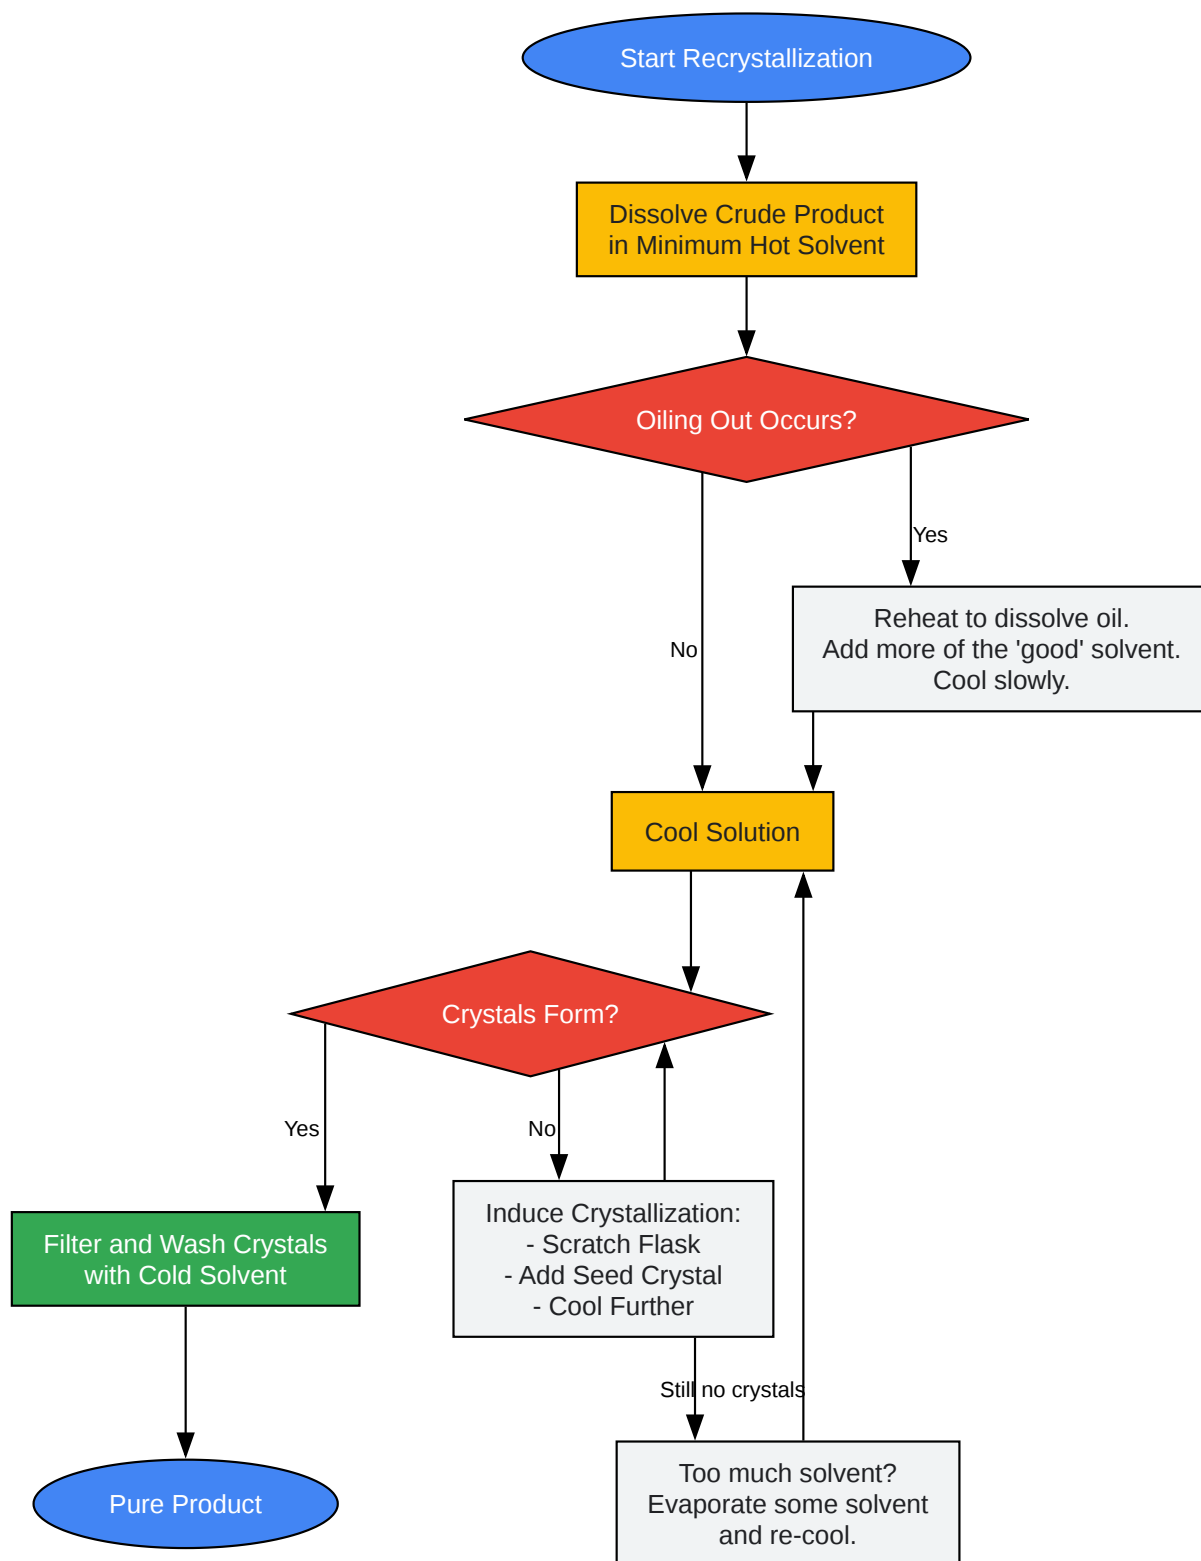 Start Recrystallization
Dissolve Crude Product
in Minimum Hot Solvent
Oiling Out Occurs?
Yes
No
Reheat to dissolve oil.
Add more of the 'good' solvent.
Cool slowly.
Cool Solution
Crystals Form?
Yes
No
Filter and Wash Crystals
with Cold Solvent
Induce Crystallization:
- Scratch Flask
- Add Seed Crystal
- Cool Further
Still no crystals
Pure Product
Too much solvent?
Evaporate some solvent
and re-cool.